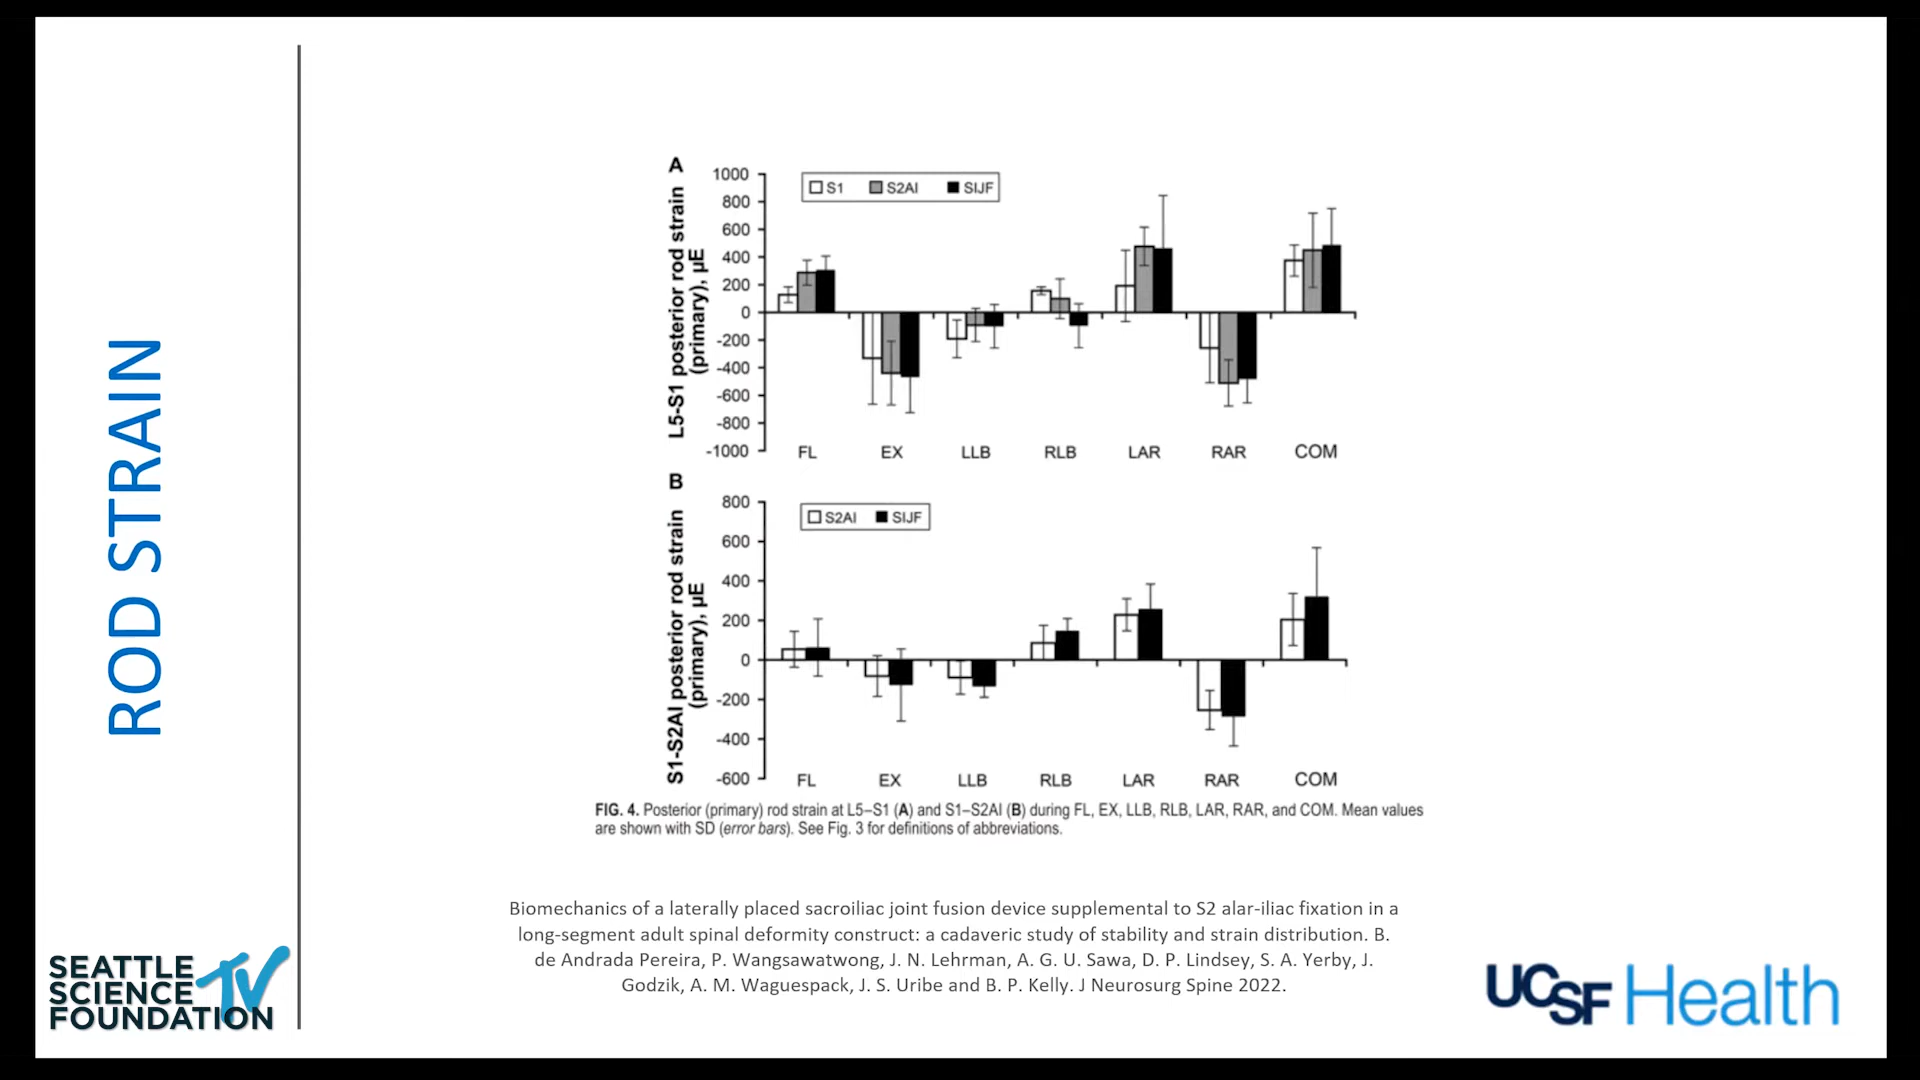 ROD STRAIN
A
L5-S1 posterior rod strain
(primary), µE
1000
800
600
400
200
0
-200
-400
-600
-800
-1000
S1 S2AI SIJF
FL EX LLB RLB LAR RAR COM
B
S1-S2AI posterior rod strain
(primary), µE
800
600
400
200
0
-200
-400
-600
S2AI SIJF
FL EX LLB RLB LAR RAR COM
FIG. 4. Posterior (primary) rod strain at L5–S1 (A) and S1–S2AI (B) during FL, EX, LLB, RLB, LAR, RAR, and COM. Mean values
are shown with SD (error bars). See Fig. 3 for definitions of abbreviations.
Biomechanics of a laterally placed sacroiliac joint fusion device supplemental to S2 alar-iliac fixation in a
long-segment adult spinal deformity construct: a cadaveric study of stability and strain distribution. B.
de Andrada Pereira, P. Wangsawatwong, J. N. Lehrman, A. G. U. Sawa, D. P. Lindsey, S. A. Yerby, J.
Godzik, A. M. Waguespack, J. S. Uribe and B. P. Kelly. J Neurosurg Spine 2022.
SEATTLE
SCIENCE TV
FOUNDATION
UCSF Health